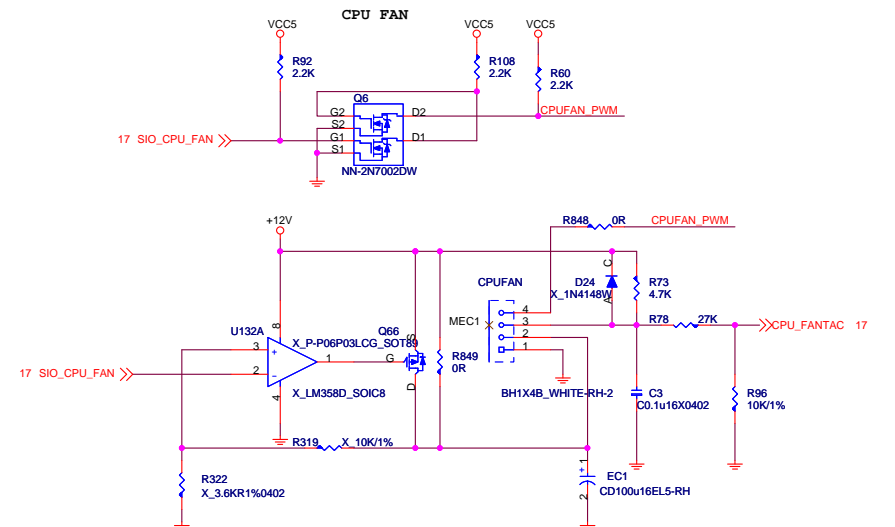 CPU FAN
VCC5
VCC5
VCC5
R92
2.2K
R108
2.2K
R60
2.2K
Q6
G2
S2
G1
S1
D2
D1
CPUFAN_PWM
17 SIO_CPU_FAN
NN-2N7002DW
+12V
R848
0R
CPUFAN_PWM
CPUFAN
D24
X_1N4148W
C
A
R73
4.7K
MEC1
4
3
2
1
R78
27K
CPU_FANTAC 17
U132A
8
X_P-P06P03LCG_SOT89
Q66
S
G
D
3
+
2
-
1
4
17 SIO_CPU_FAN
X_LM358D_SOIC8
R849
0R
BH1X4B_WHITE-RH-2
C3
C0.1u16X0402
R96
10K/1%
R319
X_10K/1%
R322
X_3.6KR1%0402
+
1
2
EC1
CD100u16EL5-RH